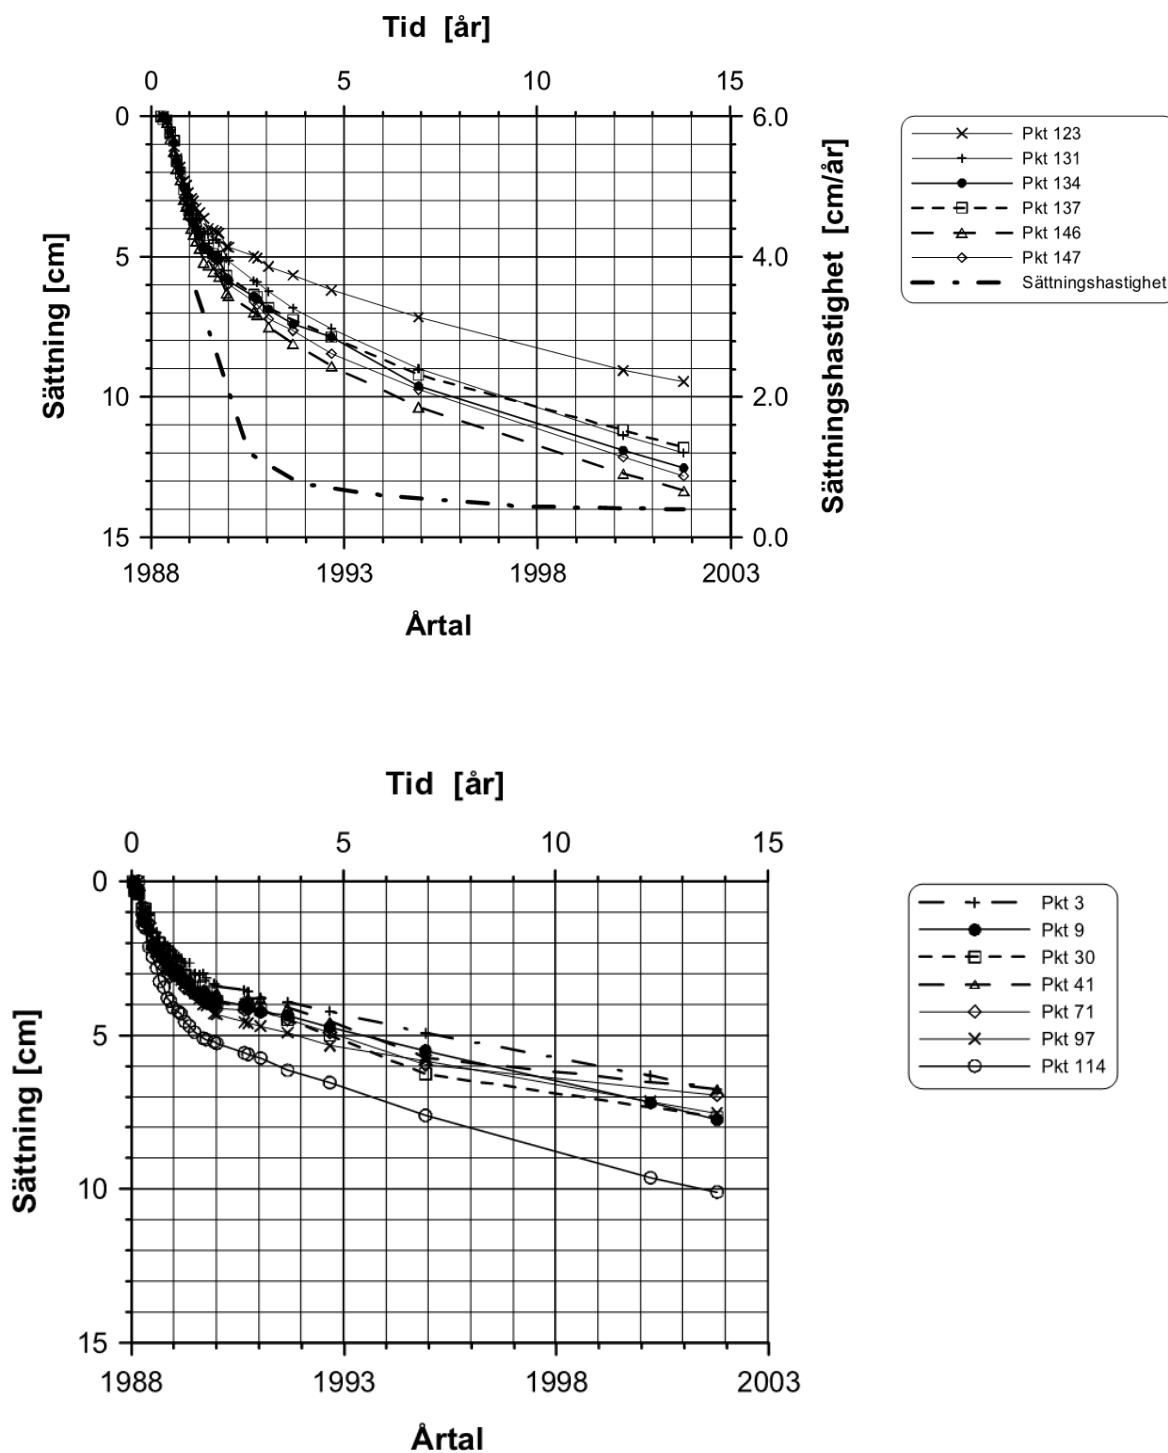 Tid [år]
0 5 10 15
0 6.0
5 4.0
10 2.0
15 0.0
1988 1993 1998 2003
Årtal
Sättning [cm]
Sättningshastighet [cm/år]
Pkt 123
Pkt 131
Pkt 134
Pkt 137
Pkt 146
Pkt 147
Sättningshastighet
Tid [år]
0 5 10 15
0
5
10
15
1988 1993 1998 2003
Årtal
Sättning [cm]
Pkt 3
Pkt 9
Pkt 30
Pkt 41
Pkt 71
Pkt 97
Pkt 114